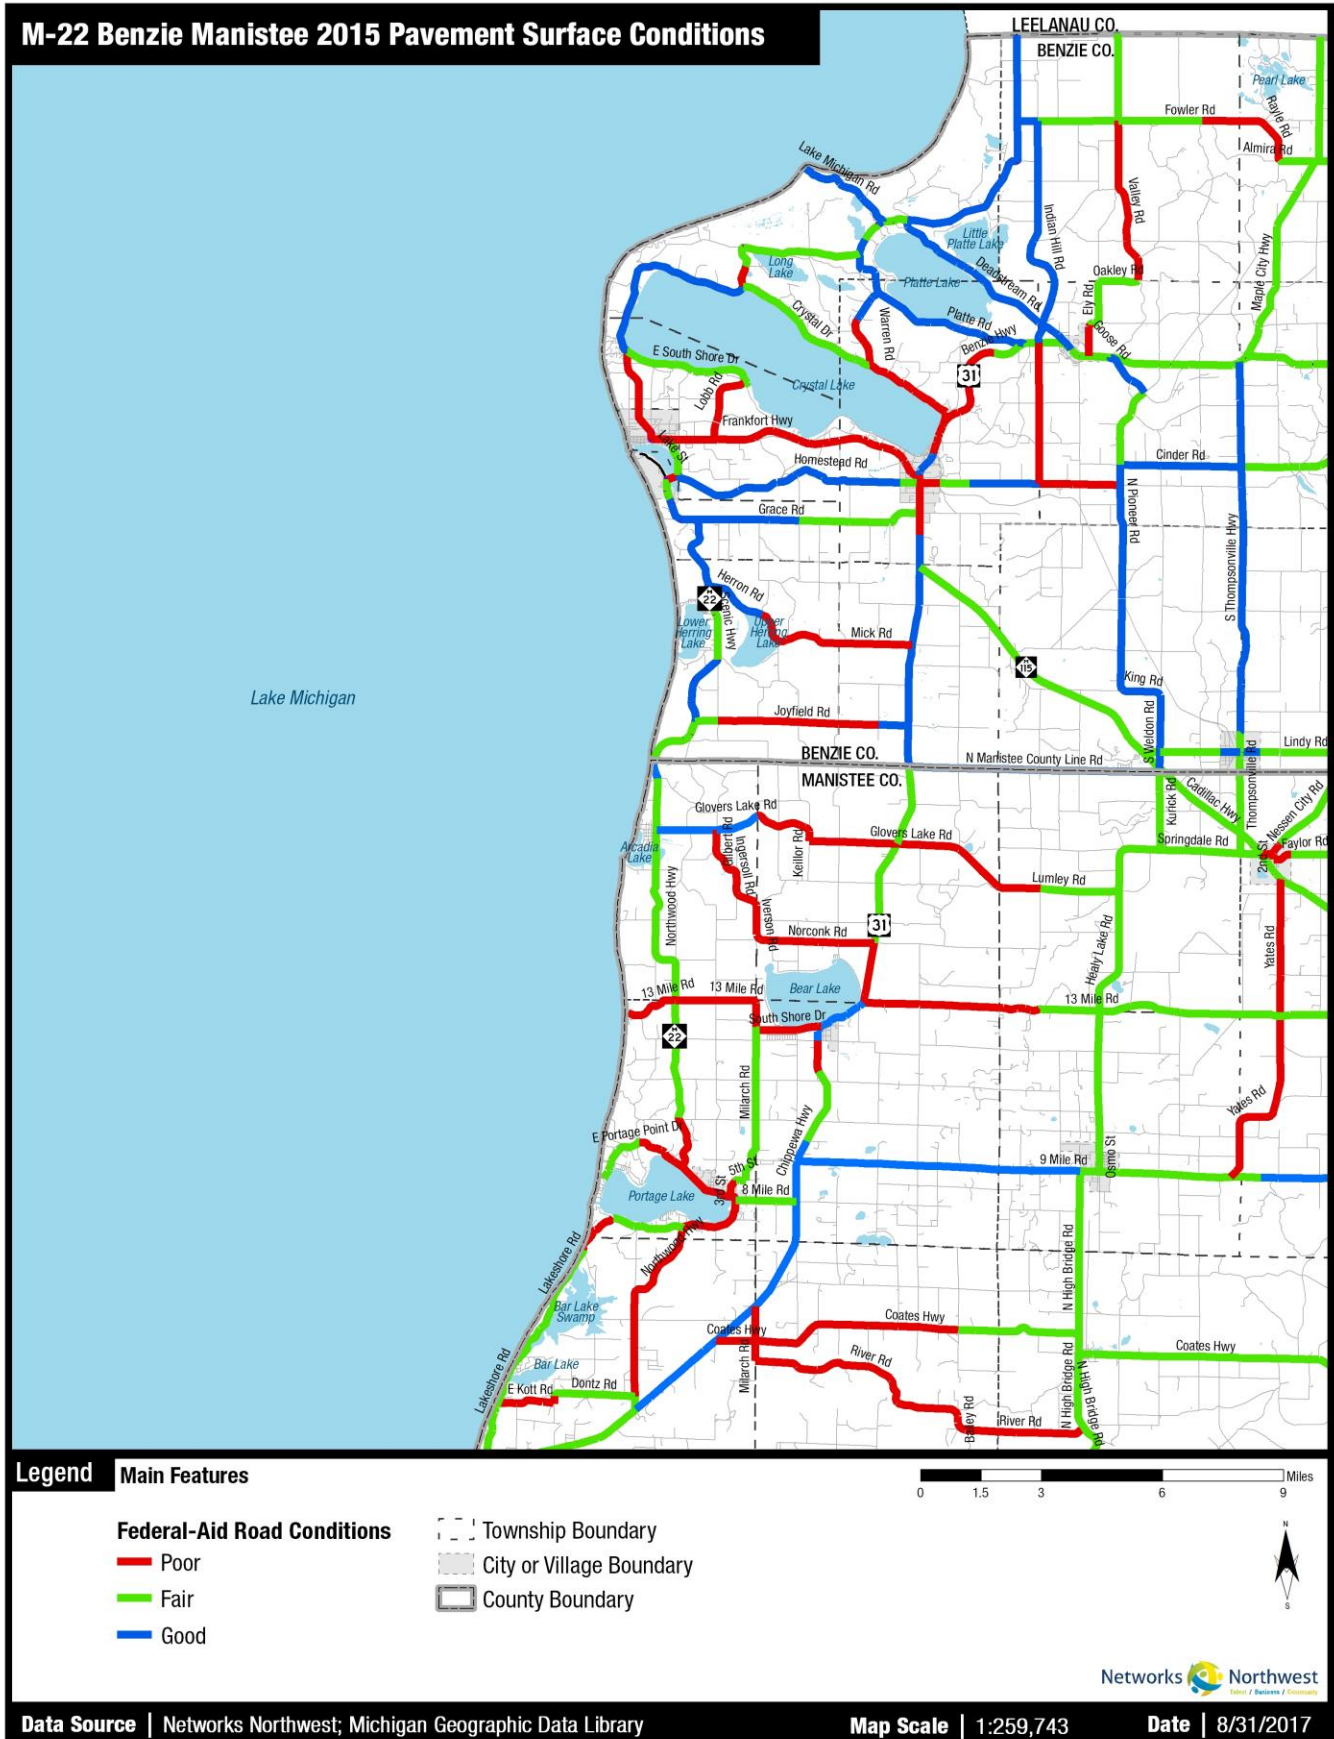 M-22 Benzie Manistee 2015 Pavement Surface Conditions
LEELANAU CO.
BENZIE CO.
Pearl Lake
Fowler Rd
Rayle Rd
Almira Rd
Lake Michigan Rd
Valley Rd
Indian Hill Rd
Little
Platte Lake
Long
Lake
Platte Lake
Deadstream Rd
Oakley Rd
Maple City Hwy
Ely Rd
Crystal Dr
Warren Rd
Platte Rd
Benzie Hwy
Goose Rd
E South Shore Dr
31
Crystal Lake
Lobb Rd
Frankfort Hwy
Lake St
Homestead Rd
Cinder Rd
N Pioneer Rd
Grace Rd
S Thompsonville Hwy
Herron Rd
M
22
Scenic Hwy
Lower
Herring
Lake
Upper
Herring
Lake
Mick Rd
M
115
King Rd
Lake Michigan
Joyfield Rd
S Weldon Rd
Lindy Rd
BENZIE CO.
N Manistee County Line Rd
MANISTEE CO.
Thompsonville Rd
Kurick Rd
Cadillac Hwy
Nessen City Rd
Glovers Lake Rd
Glovers Lake Rd
Keillor Rd
Springdale Rd
2nd St
Faylor Rd
Arcadia
Lake
Ingersoll Rd
Lumley Rd
Northwood Hwy
Iverson Rd
31
Norconk Rd
Healy Lake Rd
Yates Rd
13 Mile Rd
13 Mile Rd
Bear Lake
13 Mile Rd
South Shore Dr
M
22
Milarch Rd
Yates Rd
E Portage Point Dr
Chippewa Hwy
9 Mile Rd
Osmo St
5th St
3rd St
8 Mile Rd
Portage Lake
Northwood Hwy
Lakeshore Rd
N High Bridge Rd
Bar Lake
Swamp
Coates Hwy
Coates Hwy
Coates Hwy
Milarch Rd
River Rd
Bar Lake
Lakeshore Rd
E Kott Rd
Dontz Rd
N High Bridge Rd
N High Bridge Rd
Bailey Rd
River Rd
Legend
Main Features
Miles
0 1.5 3 6 9
Federal-Aid Road Conditions
Poor
Fair
Good
Township Boundary
City or Village Boundary
County Boundary
N
S
Networks Northwest
Talent / Business / Community
Data Source | Networks Northwest; Michigan Geographic Data Library
Map Scale | 1:259,743
Date | 8/31/2017